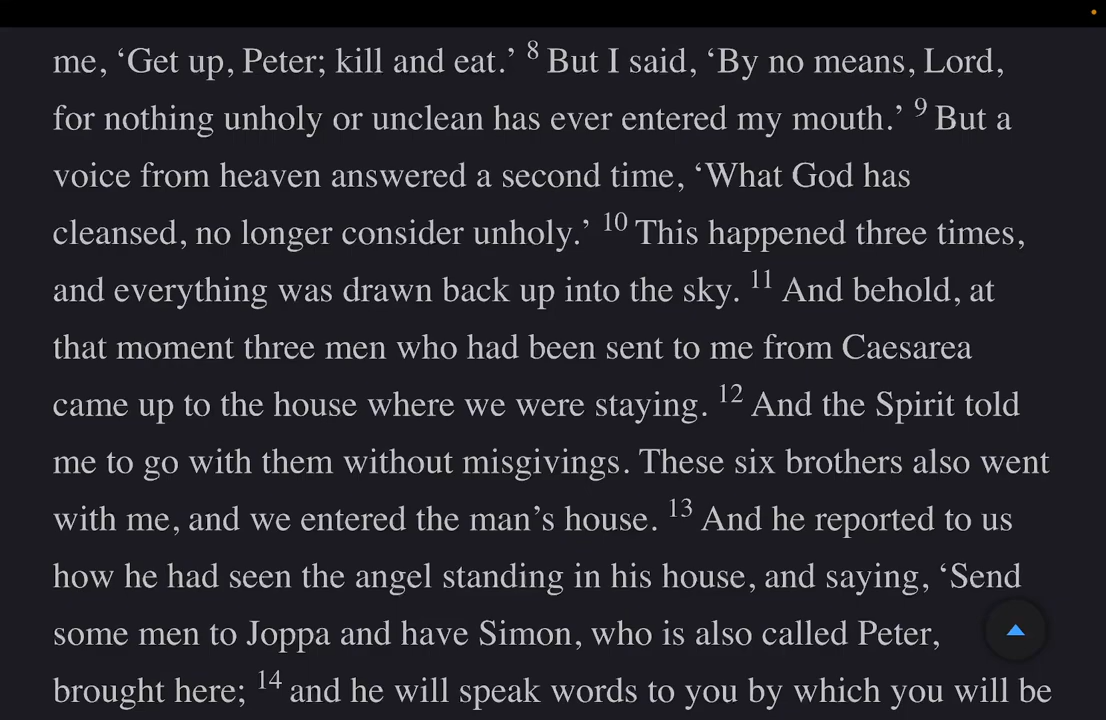 me, ‘Get up, Peter; kill and eat.’ 8 But I said, ‘By no means, Lord,
for nothing unholy or unclean has ever entered my mouth.’ 9 But a
voice from heaven answered a second time, ‘What God has
cleansed, no longer consider unholy.’ 10 This happened three times,
and everything was drawn back up into the sky. 11 And behold, at
that moment three men who had been sent to me from Caesarea
came up to the house where we were staying. 12 And the Spirit told
me to go with them without misgivings. These six brothers also went
with me, and we entered the man’s house. 13 And he reported to us
how he had seen the angel standing in his house, and saying, ‘Send
some men to Joppa and have Simon, who is also called Peter,
brought here; 14 and he will speak words to you by which you will be